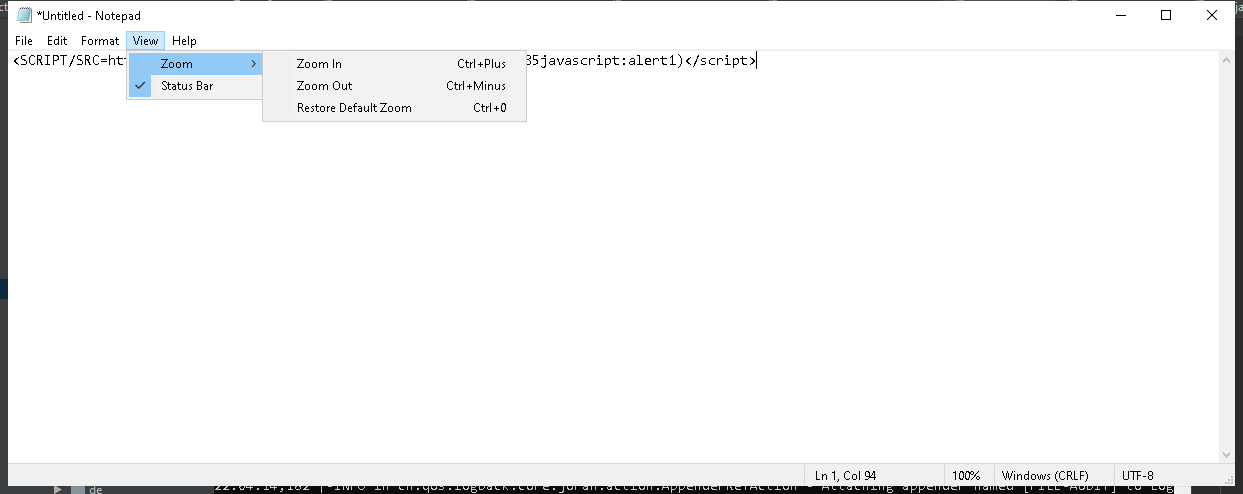 *Untitled - Notepad
File Edit Format View Help
<SCRIPT/SRC=ht 35javascript:alert1)</script>
Zoom > Zoom In Ctrl+Plus
Status Bar Zoom Out Ctrl+Minus
Restore Default Zoom Ctrl+0
Ln 1, Col 94 100% Windows (CRLF) UTF-8
de 22:04:14,182 |-INFO in ch.qos.logback.core.joran.action.AppenderRefAction - Attaching appender named [FILE-AUDIT] to Log